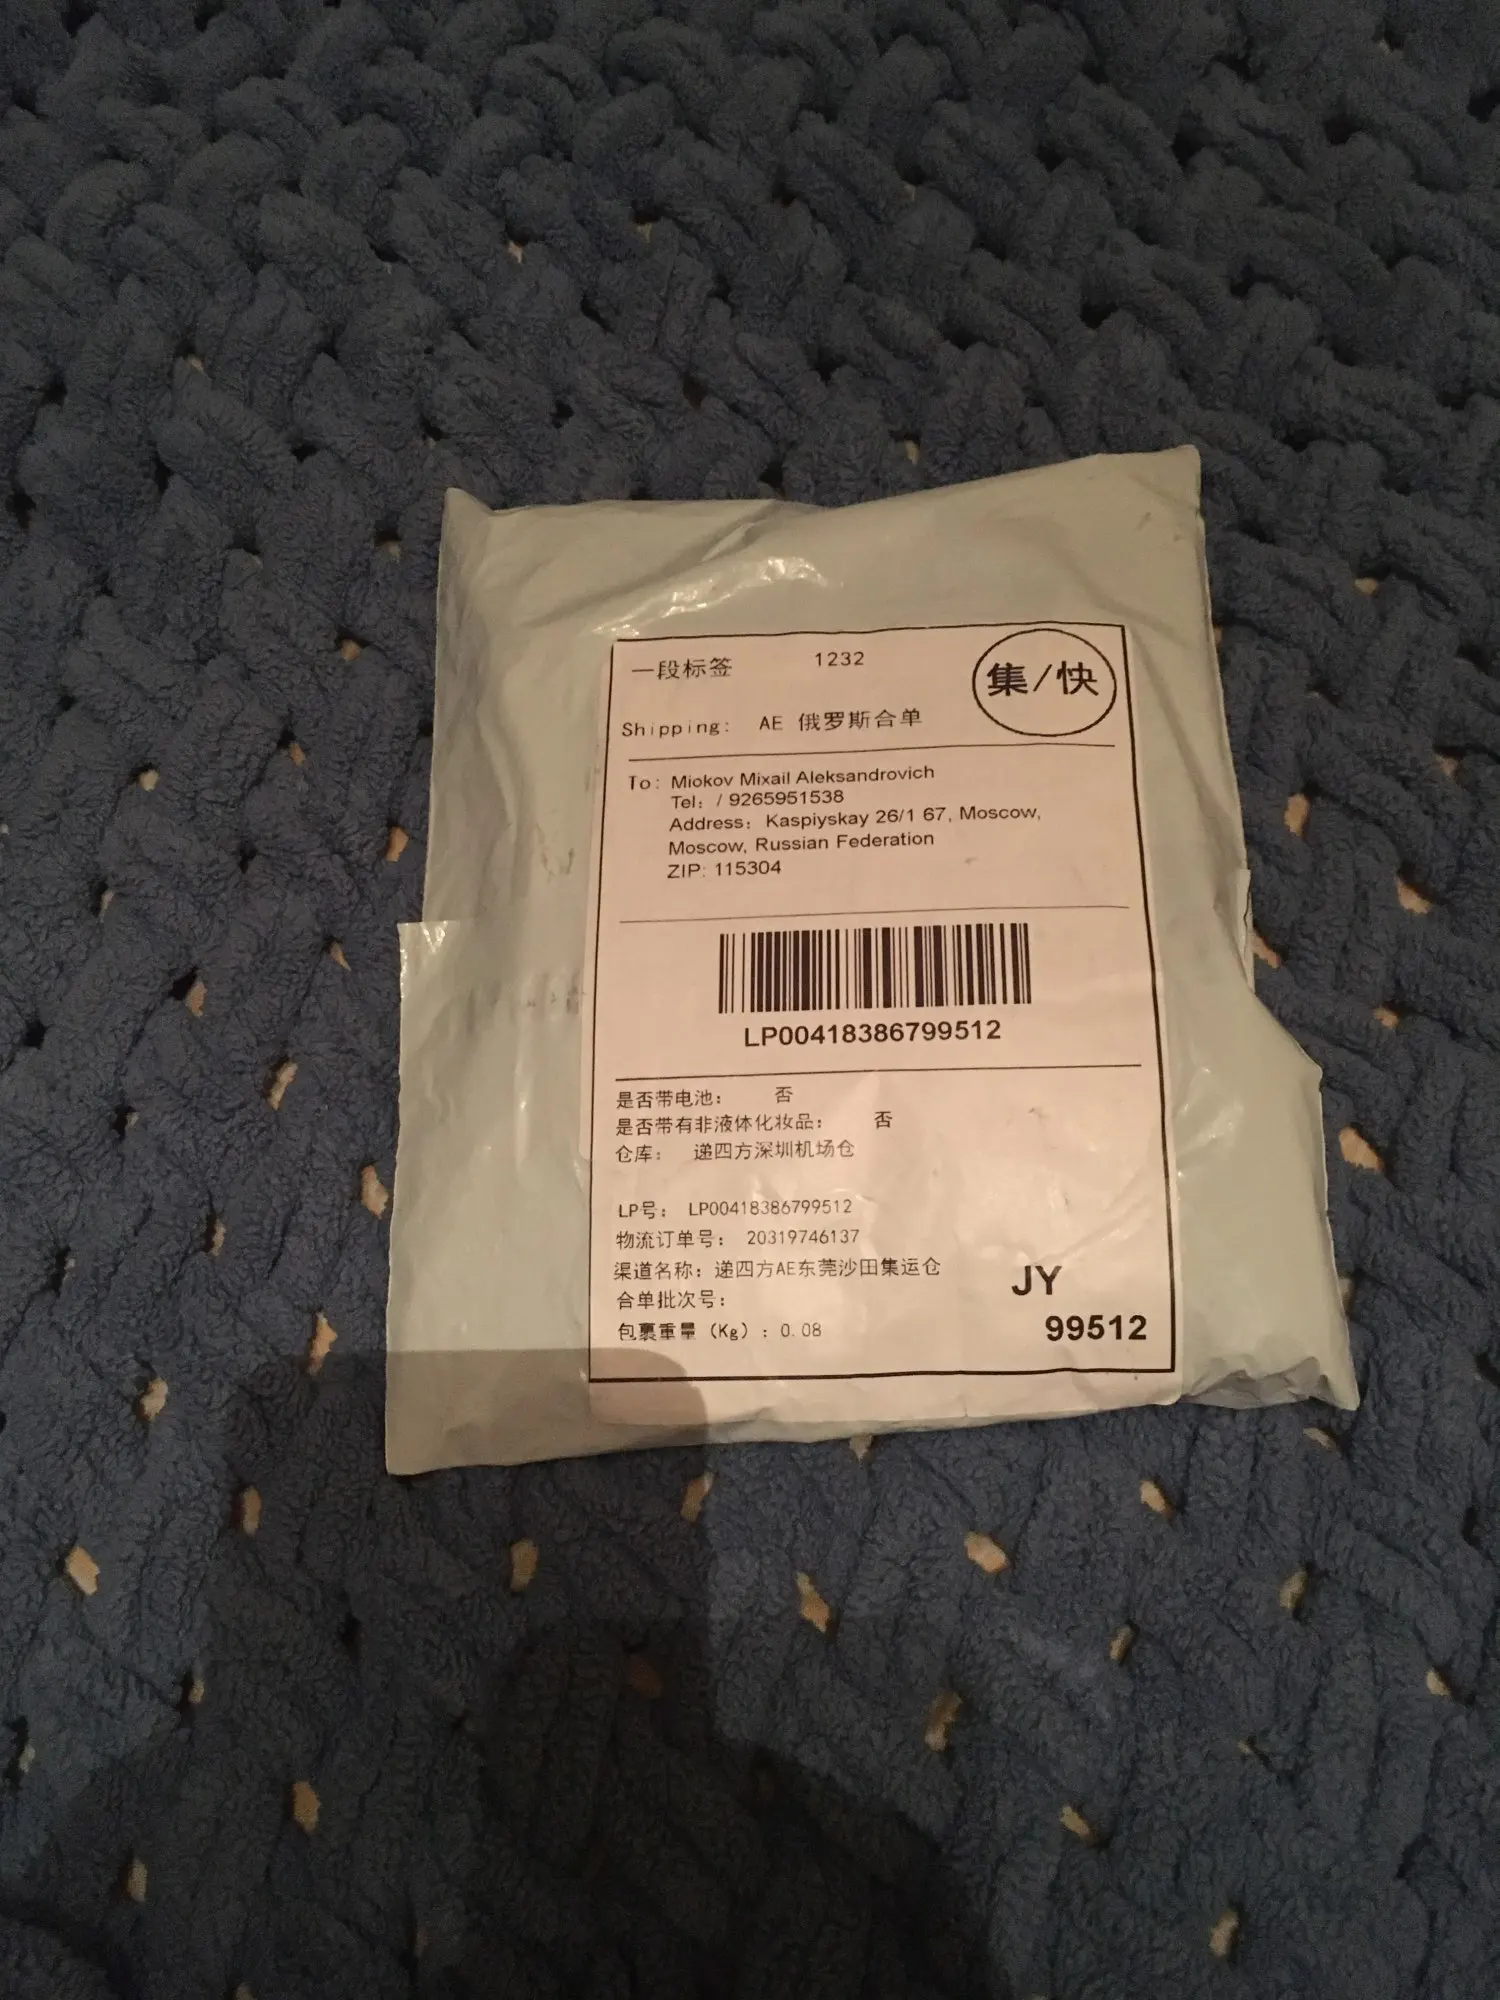 一段标签 1232
集/快
Shipping: AE 俄罗斯合单
To: Miokov Mixail Aleksandrovich
Tel: / 9265951538
Address: Kaspiyskay 26/1 67, Moscow,
Moscow, Russian Federation
ZIP: 115304
LP00418386799512
是否带电池: 否
是否带有非液体化妆品: 否
仓库: 递四方深圳机场仓
LP号: LP00418386799512
物流订单号: 20319746137
渠道名称: 递四方AE东莞沙田集运仓
合单批次号:
包裹重量 (Kg) : 0.08
JY
99512